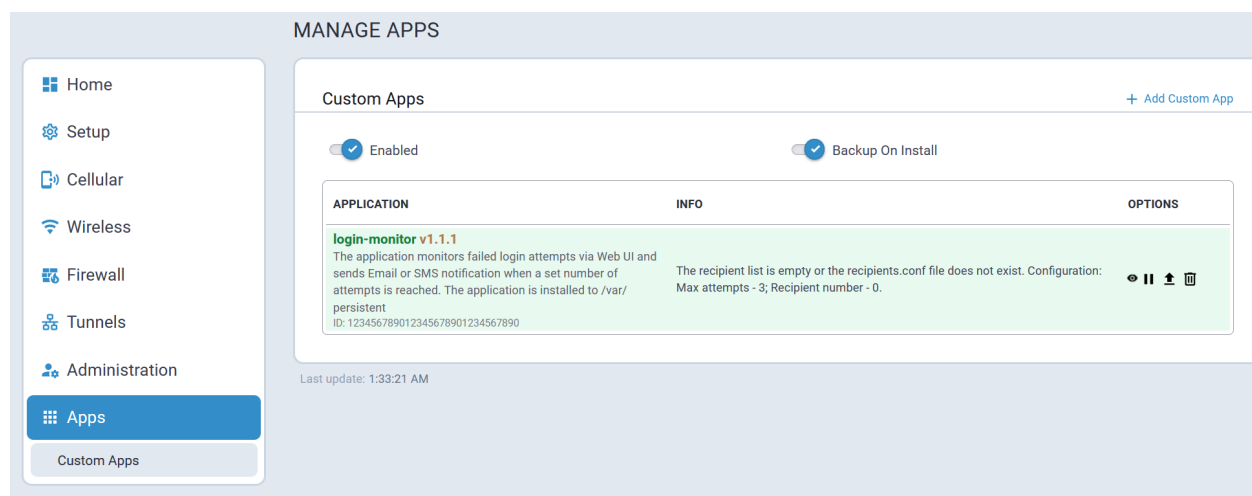 MANAGE APPS
Home
Setup
Cellular
Wireless
Firewall
Tunnels
Administration
Apps
Custom Apps
Custom Apps
+ Add Custom App
Enabled
Backup On Install
APPLICATION
INFO
OPTIONS
login-monitor v1.1.1
The application monitors failed login attempts via Web UI and
sends Email or SMS notification when a set number of
attempts is reached. The application is installed to /var/
persistent
ID: 123456789012345678901234567890
The recipient list is empty or the recipients.conf file does not exist. Configuration:
Max attempts - 3; Recipient number - 0.
Last update: 1:33:21 AM